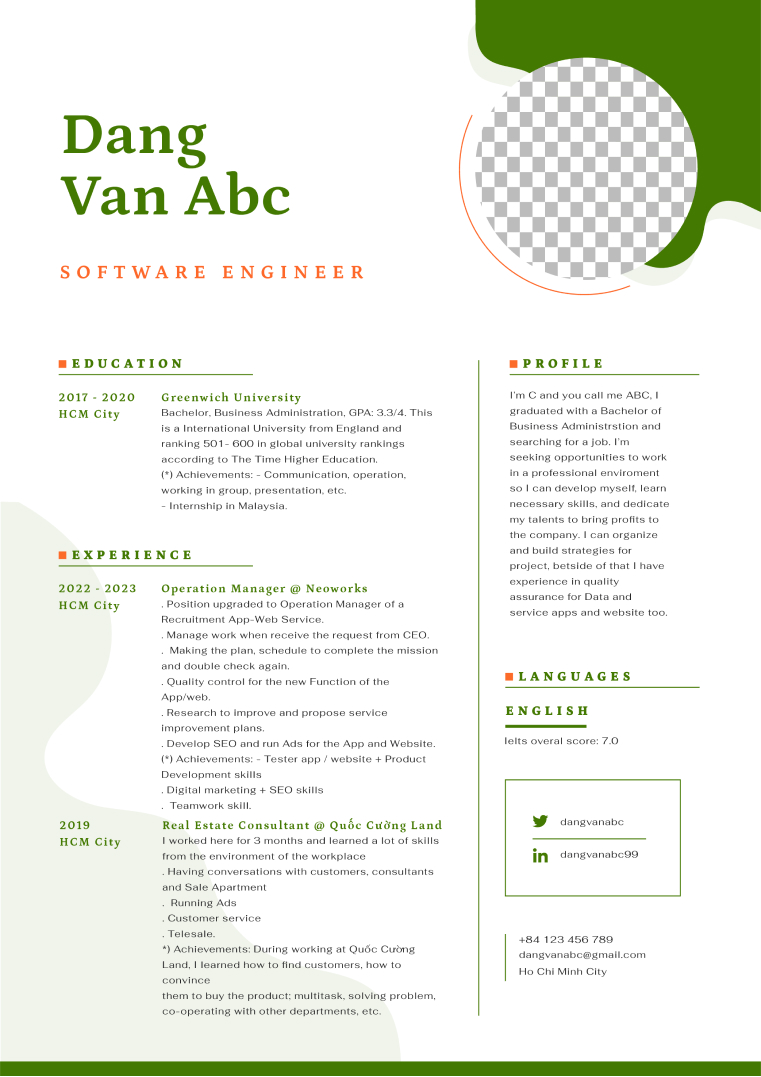 Dang
Van Abc
SOFTWARE ENGINEER
EDUCATION
2017 - 2020
HCM City
Greenwich University
Bachelor, Business Administration, GPA: 3.3/4. This
is a International University from England and
ranking 501- 600 in global university rankings
according to The Time Higher Education.
(*) Achievements: - Communication, operation,
working in group, presentation, etc.
- Internship in Malaysia.
EXPERIENCE
2022 - 2023
HCM City
Operation Manager @ Neoworks
. Position upgraded to Operation Manager of a
Recruitment App-Web Service.
. Manage work when receive the request from CEO.
. Making the plan, schedule to complete the mission
and double check again.
. Quality control for the new Function of the
App/web.
. Research to improve and propose service
improvement plans.
. Develop SEO and run Ads for the App and Website.
(*) Achievements: - Tester app / website + Product
Development skills
. Digital marketing + SEO skills
. Teamwork skill.
2019
HCM City
Real Estate Consultant @ Quốc Cường Land
I worked here for 3 months and learned a lot of skills
from the environment of the workplace
. Having conversations with customers, consultants
and Sale Apartment
. Running Ads
. Customer service
. Telesale.
*) Achievements: During working at Quốc Cường
Land, I learned how to find customers, how to
convince
them to buy the product; multitask, solving problem,
co-operating with other departments, etc.
PROFILE
I'm C and you call me ABC, I
graduated with a Bachelor of
Business Administrstion and
searching for a job. I'm
seeking opportunities to work
in a professional enviroment
so I can develop myself, learn
necessary skills, and dedicate
my talents to bring profits to
the company. I can organize
and build strategies for
project, betside of that I have
experience in quality
assurance for Data and
service apps and website too.
LANGUAGES
ENGLISH
Ielts overal score: 7.0
dangvanabc
dangvanabc99
+84 123 456 789
dangvanabc@gmail.com
Ho Chi Minh City